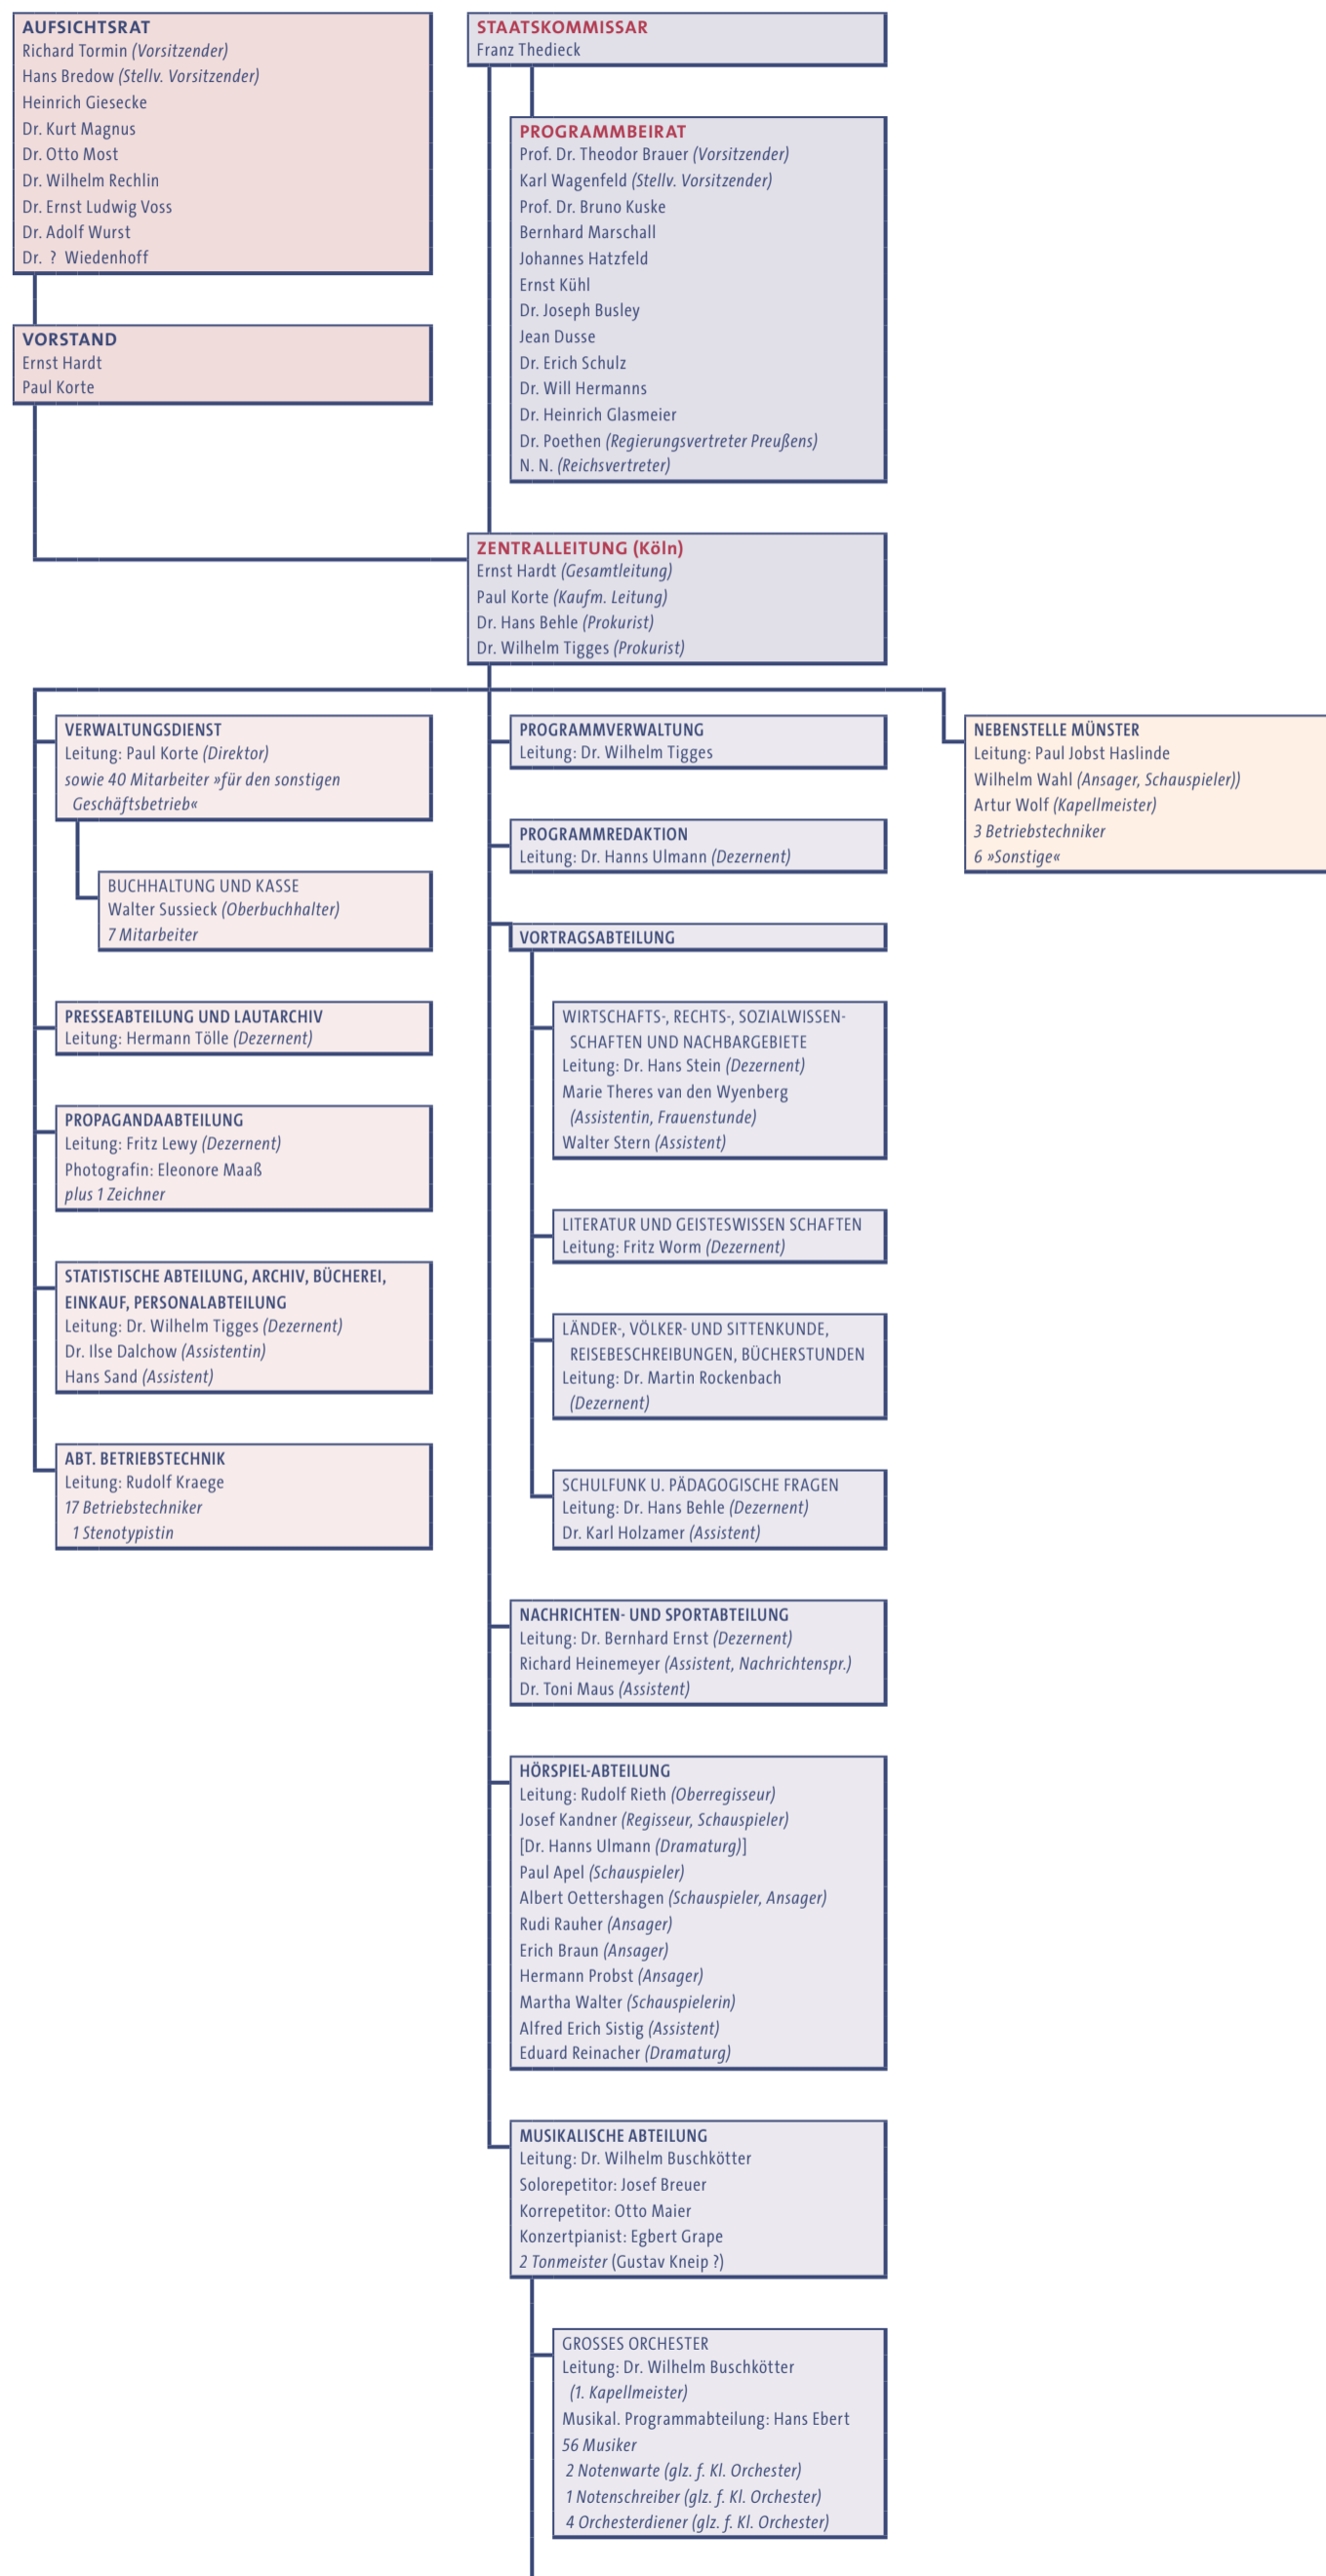 AUFSICHTSRAT
Richard Tormin (Vorsitzender)
Hans Bredow (Stellv. Vorsitzender)
Heinrich Giesecke
Dr. Kurt Magnus
Dr. Otto Most
Dr. Wilhelm Rechlin
Dr. Ernst Ludwig Voss
Dr. Adolf Wurst
Dr. ? Wiedenhoff
VORSTAND
Ernst Hardt
Paul Korte
STAATSKOMMISSAR
Franz Thedieck
PROGRAMMBEIRAT
Prof. Dr. Theodor Brauer (Vorsitzender)
Karl Wagenfeld (Stellv. Vorsitzender)
Prof. Dr. Bruno Kuske
Bernhard Marschall
Johannes Hatzfeld
Ernst Kühl
Dr. Joseph Busley
Jean Dusse
Dr. Erich Schulz
Dr. Will Hermanns
Dr. Heinrich Glasmeier
Dr. Poethen (Regierungsvertreter Preußens)
N. N. (Reichsvertreter)
ZENTRALLEITUNG (Köln)
Ernst Hardt (Gesamtleitung)
Paul Korte (Kaufm. Leitung)
Dr. Hans Behle (Prokurist)
Dr. Wilhelm Tigges (Prokurist)
VERWALTUNGSDIENST
Leitung: Paul Korte (Direktor)
sowie 40 Mitarbeiter »für den sonstigen
Geschäftsbetrieb«
BUCHHALTUNG UND KASSE
Walter Sussieck (Oberbuchhalter)
7 Mitarbeiter
PRESSEABTEILUNG UND LAUTARCHIV
Leitung: Hermann Tölle (Dezernent)
PROPAGANDAABTEILUNG
Leitung: Fritz Lewy (Dezernent)
Photografin: Eleonore Maaß
plus 1 Zeichner
STATISTISCHE ABTEILUNG, ARCHIV, BÜCHEREI,
EINKAUF, PERSONALABTEILUNG
Leitung: Dr. Wilhelm Tigges (Dezernent)
Dr. Ilse Dalchow (Assistentin)
Hans Sand (Assistent)
ABT. BETRIEBSTECHNIK
Leitung: Rudolf Kraege
17 Betriebstechniker
1 Stenotypistin
PROGRAMMVERWALTUNG
Leitung: Dr. Wilhelm Tigges
PROGRAMMREDAKTION
Leitung: Dr. Hanns Ulmann (Dezernent)
VORTRAGSABTEILUNG
WIRTSCHAFTS-, RECHTS-, SOZIALWISSEN-
SCHAFTEN UND NACHBARGEBIETE
Leitung: Dr. Hans Stein (Dezernent)
Marie Theres van den Wyenberg
(Assistentin, Frauenstunde)
Walter Stern (Assistent)
LITERATUR UND GEISTESWISSEN SCHAFTEN
Leitung: Fritz Worm (Dezernent)
LÄNDER-, VÖLKER- UND SITTENKUNDE,
REISEBESCHREIBUNGEN, BÜCHERSTUNDEN
Leitung: Dr. Martin Rockenbach
(Dezernent)
SCHULFUNK U. PÄDAGOGISCHE FRAGEN
Leitung: Dr. Hans Behle (Dezernent)
Dr. Karl Holzamer (Assistent)
NACHRICHTEN- UND SPORTABTEILUNG
Leitung: Dr. Bernhard Ernst (Dezernent)
Richard Heinemeyer (Assistent, Nachrichtenspr.)
Dr. Toni Maus (Assistent)
HÖRSPIEL-ABTEILUNG
Leitung: Rudolf Rieth (Oberregisseur)
Josef Kandner (Regisseur, Schauspieler)
[Dr. Hanns Ulmann (Dramaturg)]
Paul Apel (Schauspieler)
Albert Oettershagen (Schauspieler, Ansager)
Rudi Rauher (Ansager)
Erich Braun (Ansager)
Hermann Probst (Ansager)
Martha Walter (Schauspielerin)
Alfred Erich Sistig (Assistent)
Eduard Reinacher (Dramaturg)
MUSIKALISCHE ABTEILUNG
Leitung: Dr. Wilhelm Buschkötter
Solorepetitor: Josef Breuer
Korrepetitor: Otto Maier
Konzertpianist: Egbert Grape
2 Tonmeister (Gustav Kneip ?)
GROSSES ORCHESTER
Leitung: Dr. Wilhelm Buschkötter
(1. Kapellmeister)
Musikal. Programmabteilung: Hans Ebert
56 Musiker
2 Notenwarte (glz. f. Kl. Orchester)
1 Notenschreiber (glz. f. Kl. Orchester)
4 Orchesterdiener (glz. f. Kl. Orchester)
NEBENSTELLE MÜNSTER
Leitung: Paul Jobst Haslinde
Wilhelm Wahl (Ansager, Schauspieler))
Artur Wolf (Kapellmeister)
3 Betriebstechniker
6 »Sonstige«